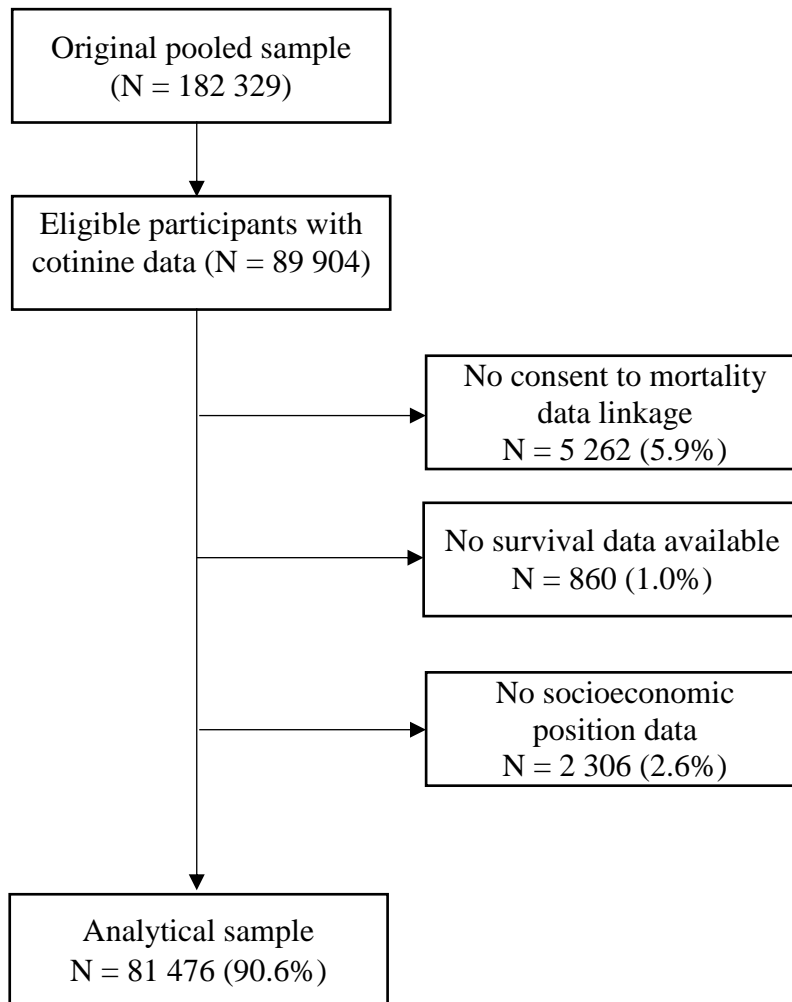 Original pooled sample
(N = 182 329)
Eligible participants with
cotinine data (N = 89 904)
No consent to mortality
data linkage
N = 5 262 (5.9%)
No survival data available
N = 860 (1.0%)
No socioeconomic
position data
N = 2 306 (2.6%)
Analytical sample
N = 81 476 (90.6%)